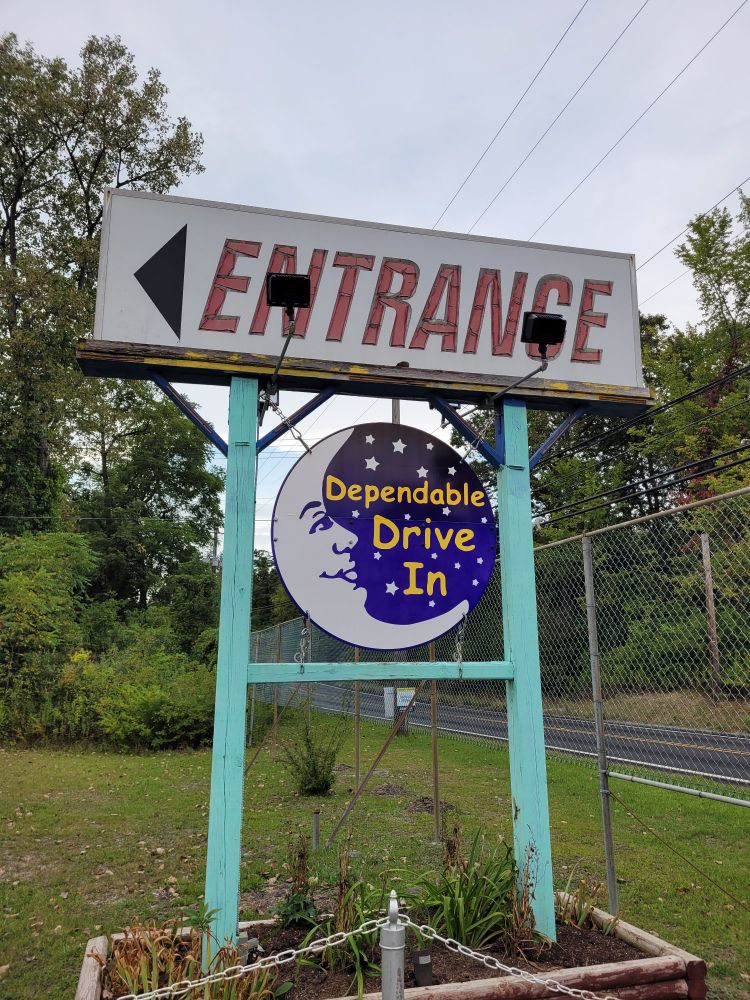 ENTRANCE
Dependable
Drive
In